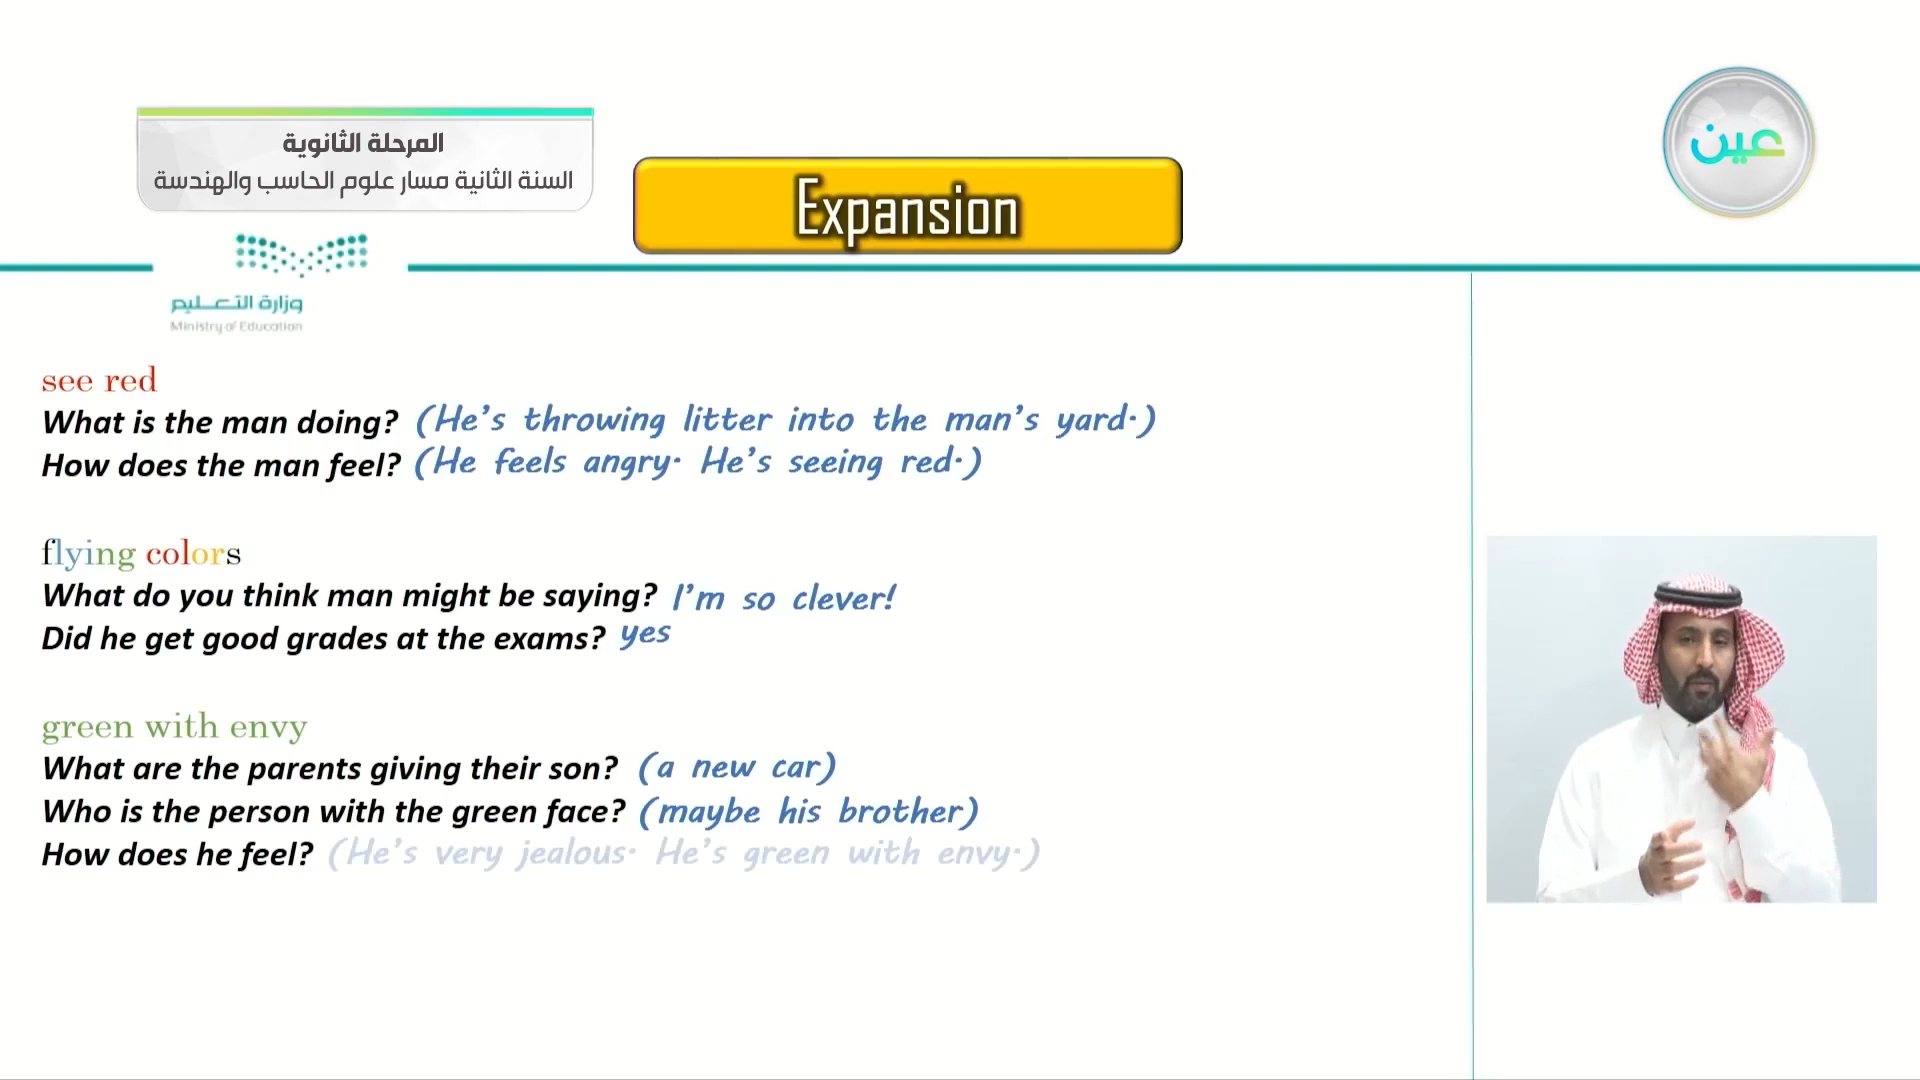 المرحلة الثانوية
السنة الثانية مسار علوم الحاسب والهندسة
عين
Expansion
وزارة التعليم
Ministry of Education
see red
What is the man doing? (He's throwing litter into the man's yard.)
How does the man feel? (He feels angry. He's seeing red.)
flying colors
What do you think man might be saying? I'm so clever!
Did he get good grades at the exams? yes
green with envy
What are the parents giving their son? (a new car)
Who is the person with the green face? (maybe his brother)
How does he feel? (He's very jealous. He's green with envy.)